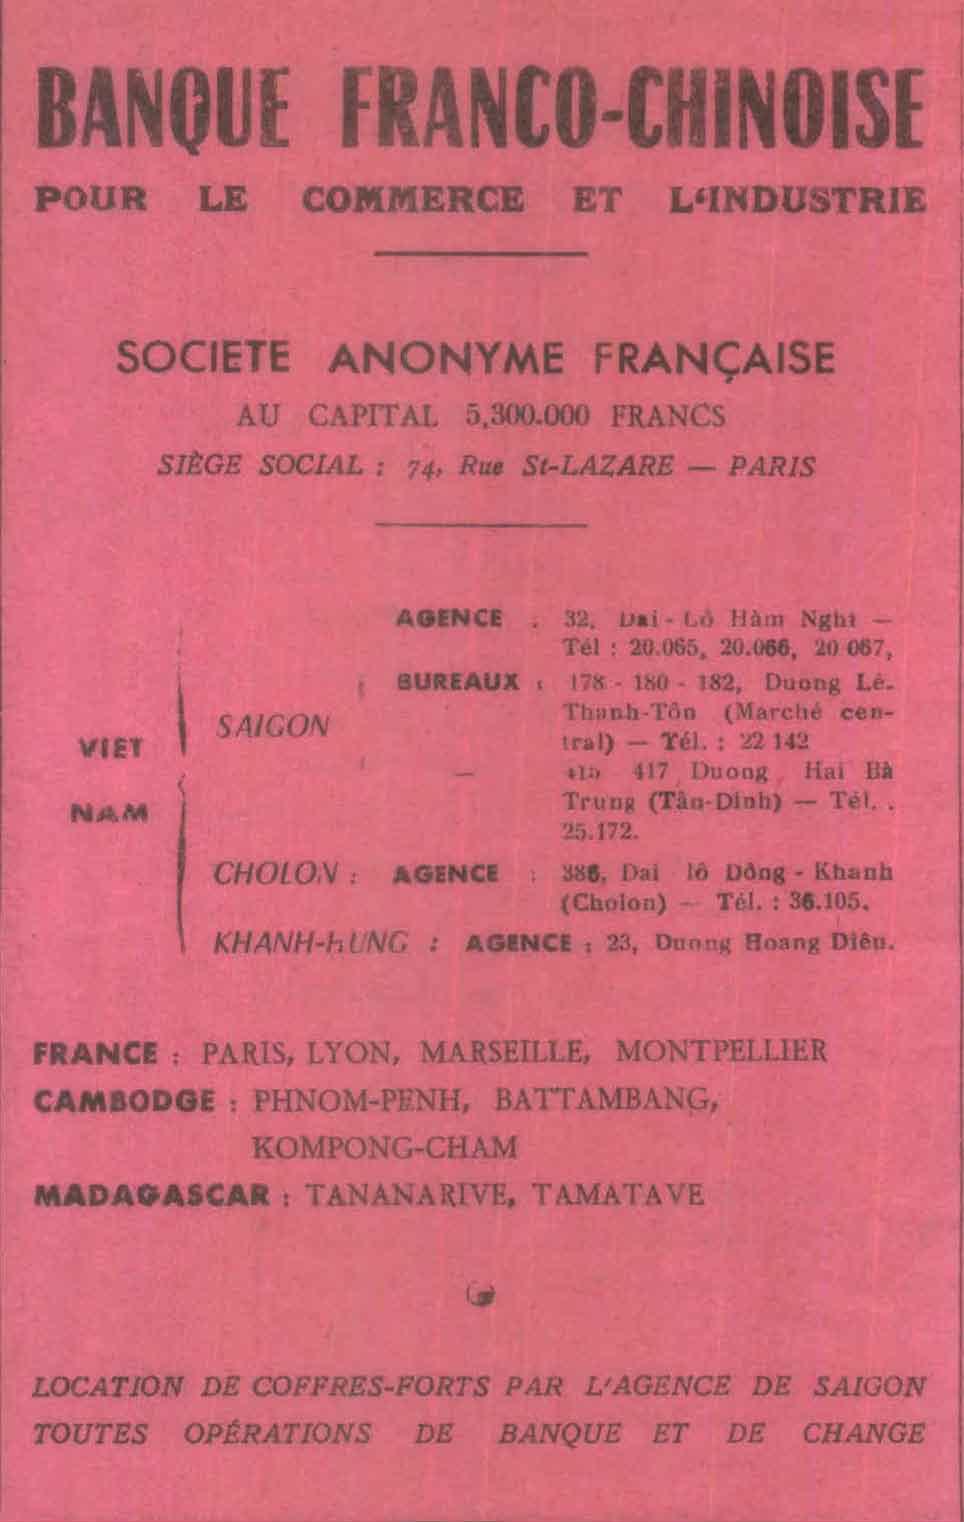 BANQUE FRANCO-CHINOISE
POUR LE COMMERCE ET L'INDUSTRIE
SOCIETE ANONYME FRANÇAISE
AU CAPITAL 5,300.000 FRANCS
SIÈGE SOCIAL : 74, Rue St-LAZARE — PARIS
VIET
NAM
SAIGON
AGENCE : 32, Dai-Lô Hàm Nghi —
Tél : 20.065, 20.066, 20 067,
BUREAUX : 178 - 180 - 182, Duong Lê-
Thanh-Tôn (Marché cen-
tral) — Tél. : 22 142
— 415 417 Duong Hai Bà
Trung (Tân-Dinh) — Tél. .
25.172.
CHOLON : AGENCE : 386, Dai lô Dông - Khanh
(Cholon) — Tél. : 36.105.
KHANH-HUNG : AGENCE : 23, Duong Hoang Diêu.
FRANCE : PARIS, LYON, MARSEILLE, MONTPELLIER
CAMBODGE : PHNOM-PENH, BATTAMBANG,
KOMPONG-CHAM
MADAGASCAR : TANANARIVE, TAMATAVE
LOCATION DE COFFRES-FORTS PAR L'AGENCE DE SAIGON
TOUTES OPÉRATIONS DE BANQUE ET DE CHANGE